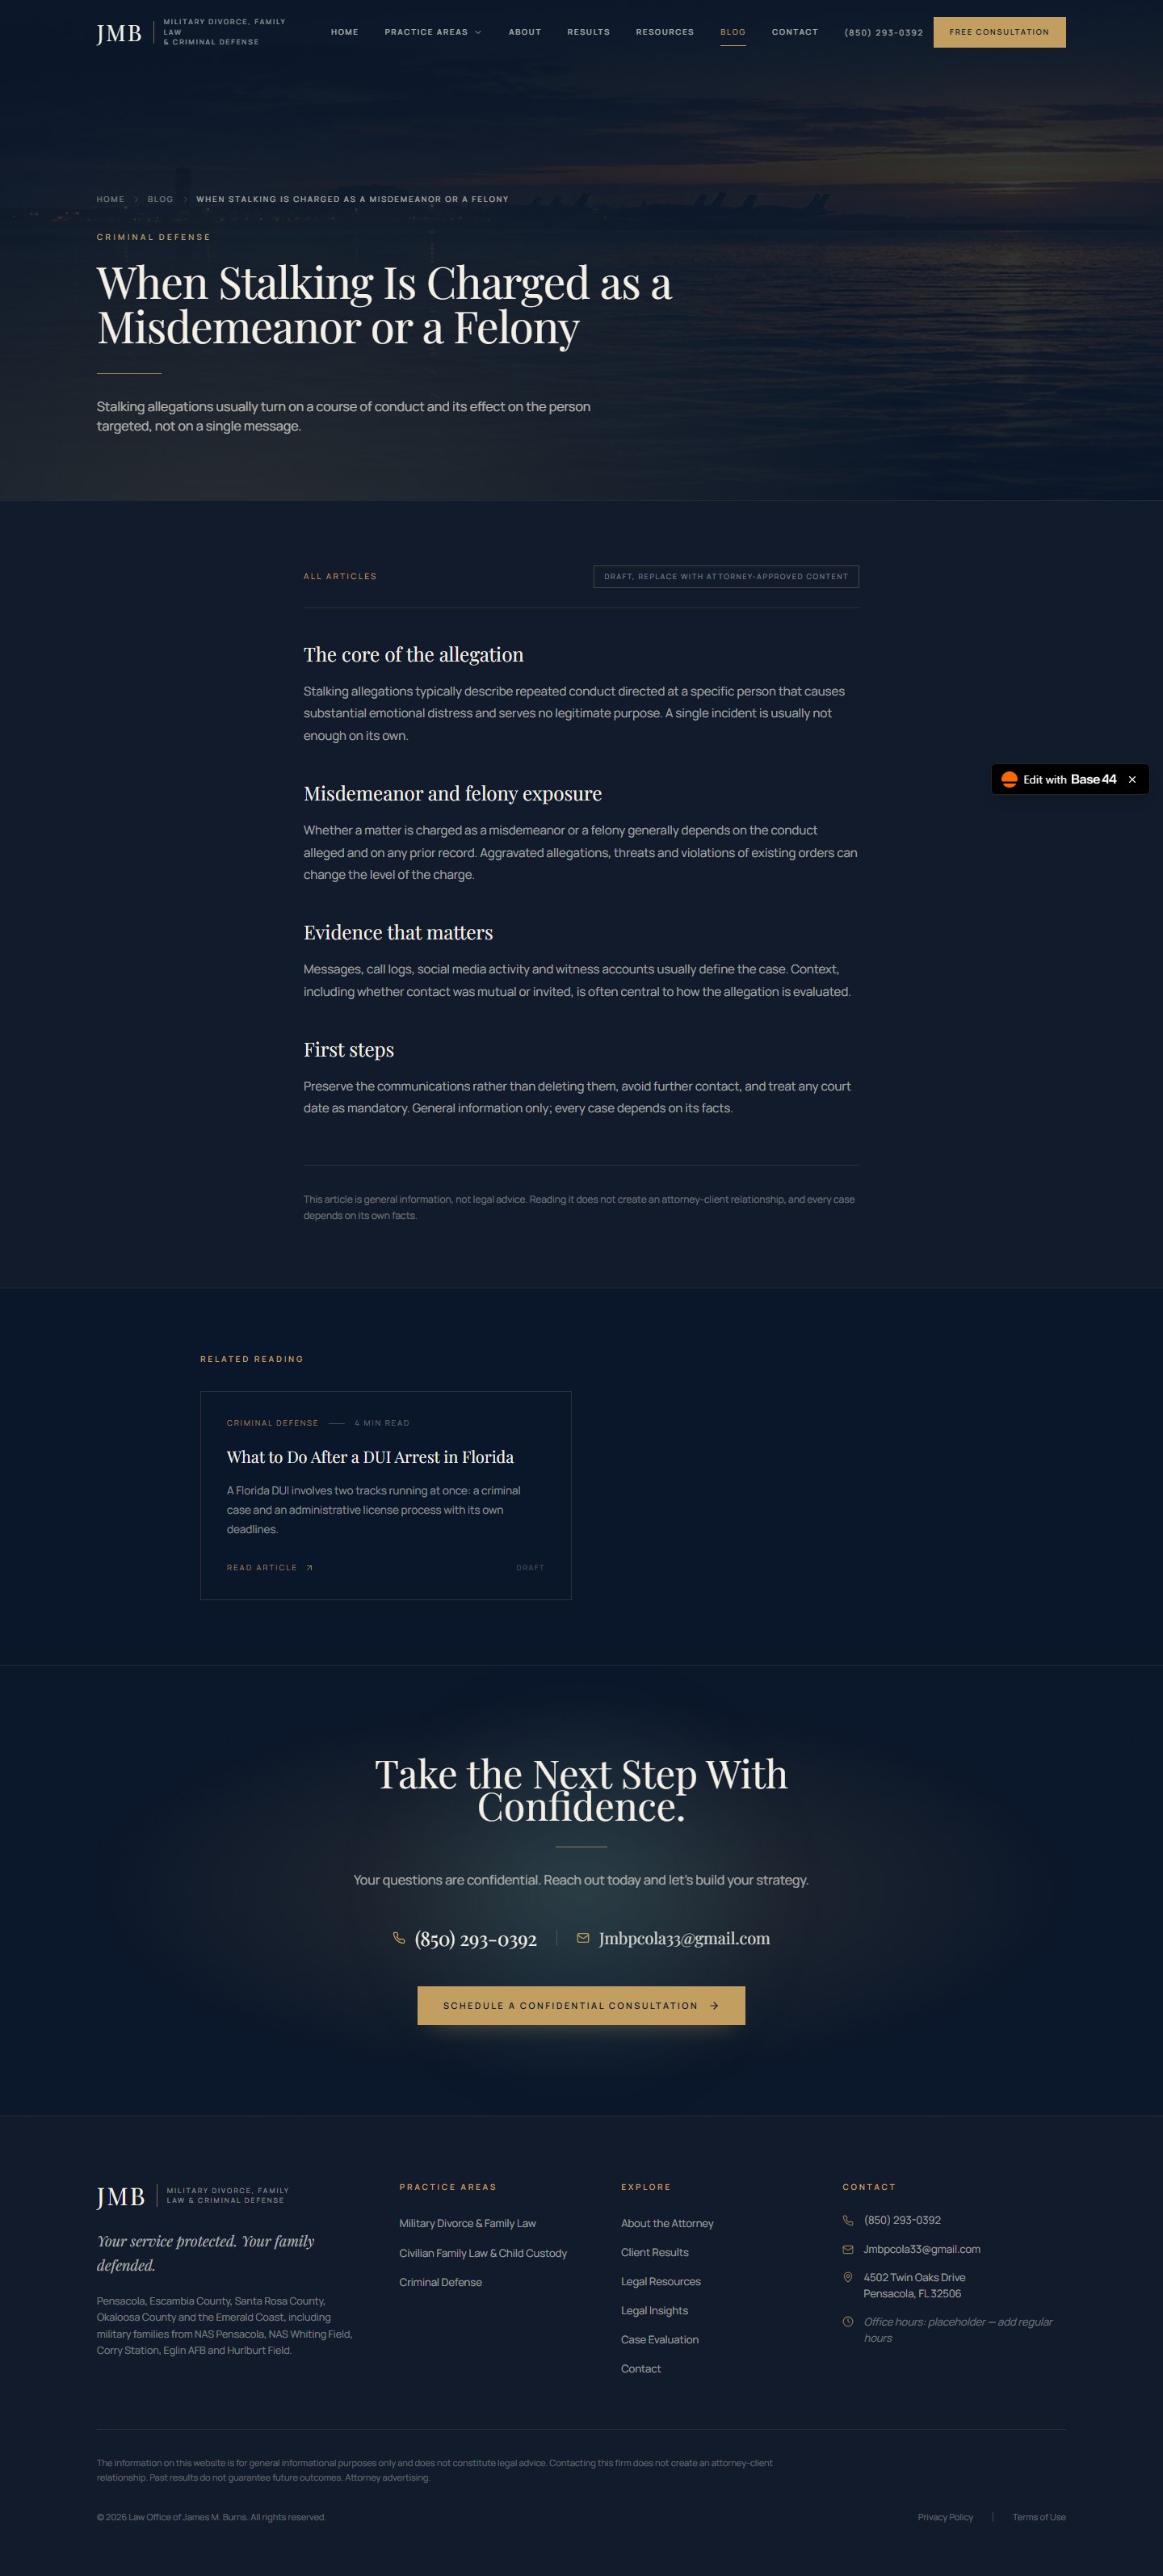 JMB
MILITARY DIVORCE, FAMILY
LAW
& CRIMINAL DEFENSE
HOME
PRACTICE AREAS
ABOUT
RESULTS
RESOURCES
BLOG
CONTACT
(850) 293-0392
FREE CONSULTATION
HOME > BLOG > WHEN STALKING IS CHARGED AS A MISDEMEANOR OR A FELONY
CRIMINAL DEFENSE
When Stalking Is Charged as a
Misdemeanor or a Felony
Stalking allegations usually turn on a course of conduct and its effect on the person
targeted, not on a single message.
ALL ARTICLES
DRAFT, REPLACE WITH ATTORNEY-APPROVED CONTENT
The core of the allegation
Stalking allegations typically describe repeated conduct directed at a specific person that causes
substantial emotional distress and serves no legitimate purpose. A single incident is usually not
enough on its own.
Edit with Base44
Misdemeanor and felony exposure
Whether a matter is charged as a misdemeanor or a felony generally depends on the conduct
alleged and on any prior record. Aggravated allegations, threats and violations of existing orders can
change the level of the charge.
Evidence that matters
Messages, call logs, social media activity and witness accounts usually define the case. Context,
including whether contact was mutual or invited, is often central to how the allegation is evaluated.
First steps
Preserve the communications rather than deleting them, avoid further contact, and treat any court
date as mandatory. General information only; every case depends on its facts.
This article is general information, not legal advice. Reading it does not create an attorney-client relationship, and every case
depends on its own facts.
RELATED READING
CRIMINAL DEFENSE — 4 MIN READ
What to Do After a DUI Arrest in Florida
A Florida DUI involves two tracks running at once: a criminal
case and an administrative license process with its own
deadlines.
READ ARTICLE
DRAFT
Take the Next Step With
Confidence.
Your questions are confidential. Reach out today and let's build your strategy.
(850) 293-0392
Jmbpcola33@gmail.com
SCHEDULE A CONFIDENTIAL CONSULTATION
JMB
MILITARY DIVORCE, FAMILY
LAW & CRIMINAL DEFENSE
Your service protected. Your family
defended.
Pensacola, Escambia County, Santa Rosa County,
Okaloosa County and the Emerald Coast, including
military families from NAS Pensacola, NAS Whiting Field,
Corry Station, Eglin AFB and Hurlburt Field.
PRACTICE AREAS
Military Divorce & Family Law
Civilian Family Law & Child Custody
Criminal Defense
EXPLORE
About the Attorney
Client Results
Legal Resources
Legal Insights
Case Evaluation
Contact
CONTACT
(850) 293-0392
Jmbpcola33@gmail.com
4502 Twin Oaks Drive
Pensacola, FL 32506
Office hours: placeholder — add regular
hours
The information on this website is for general informational purposes only and does not constitute legal advice. Contacting this firm does not create an attorney-client
relationship. Past results do not guarantee future outcomes. Attorney advertising.
© 2026 Law Office of James M. Burns. All rights reserved.
Privacy Policy
Terms of Use